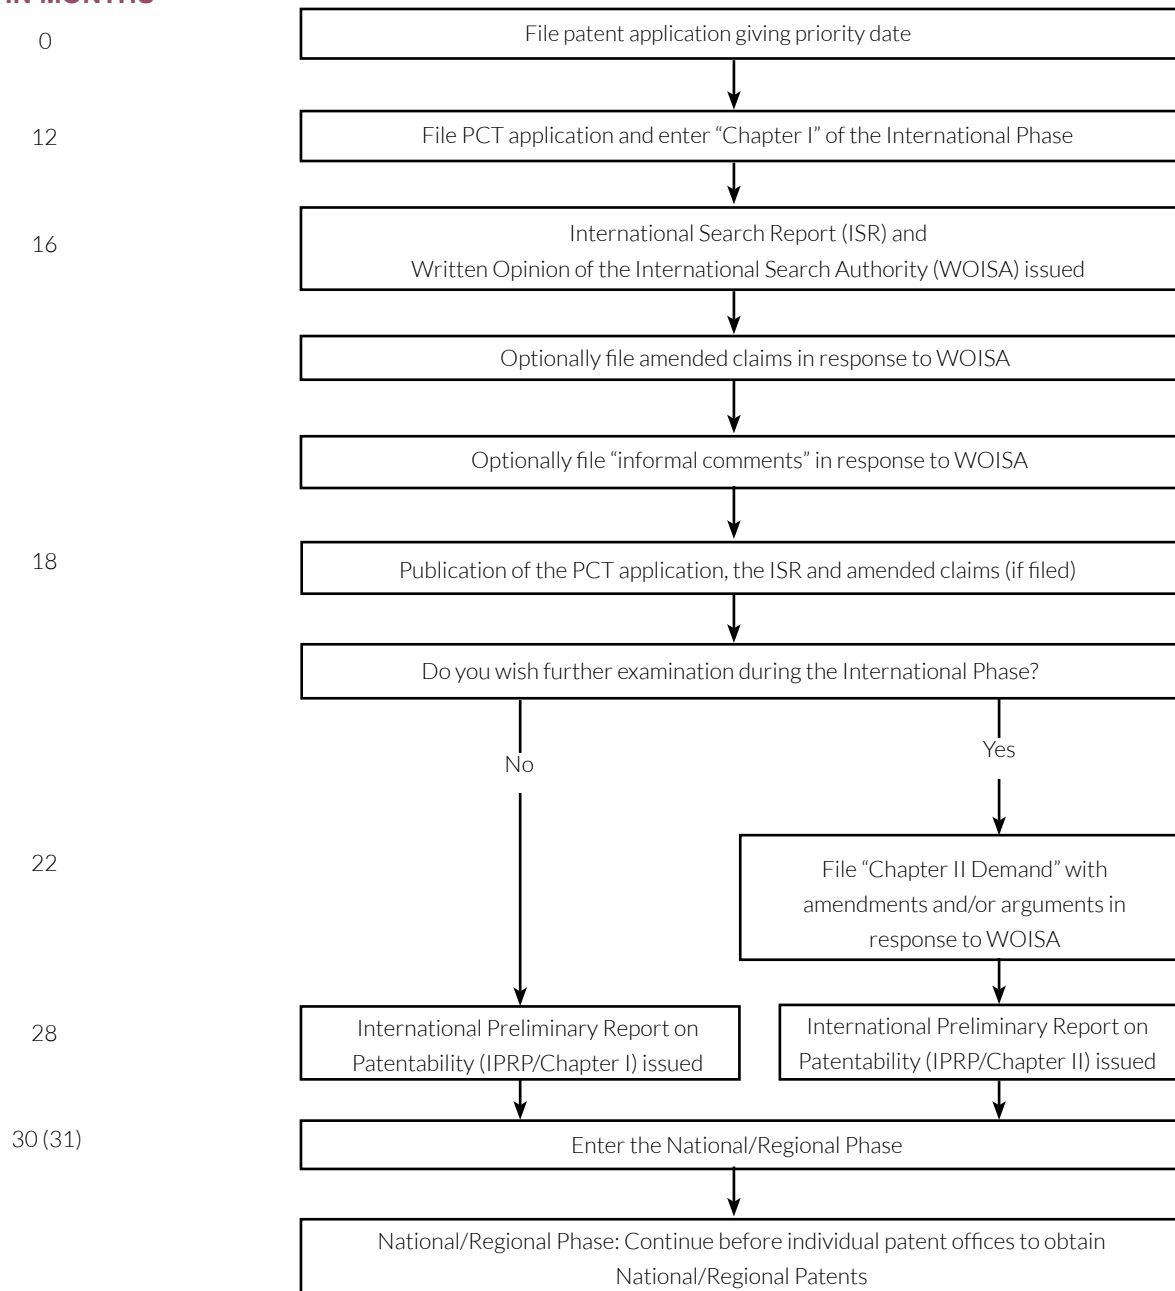 IN MONTHS
0
File patent application giving priority date
12
File PCT application and enter “Chapter I” of the International Phase
16
International Search Report (ISR) and
Written Opinion of the International Search Authority (WOISA) issued
Optionally file amended claims in response to WOISA
Optionally file “informal comments” in response to WOISA
18
Publication of the PCT application, the ISR and amended claims (if filed)
Do you wish further examination during the International Phase?
No
Yes
22
File “Chapter II Demand” with
amendments and/or arguments in
response to WOISA
28
International Preliminary Report on
Patentability (IPRP/Chapter I) issued
International Preliminary Report on
Patentability (IPRP/Chapter II) issued
30 (31)
Enter the National/Regional Phase
National/Regional Phase: Continue before individual patent offices to obtain
National/Regional Patents